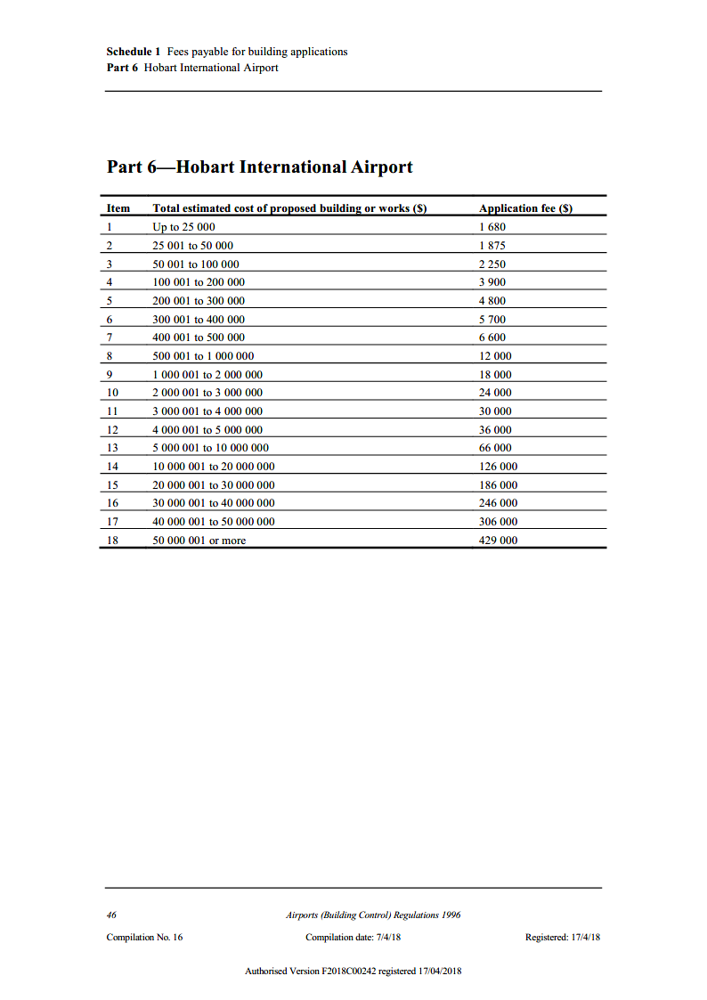 Schedule 1 Fees payable for building applications
Part 6 Hobart International Airport
Part 6—Hobart International Airport
Item Total estimated cost of proposed building or works ($) Application fee ($)
1 Up to 25 000 1 680
2 25 001 to 50 000 1 875
3 50 001 to 100 000 2 250
4 100 001 to 200 000 3 900
5 200 001 to 300 000 4 800
6 300 001 to 400 000 5 700
7 400 001 to 500 000 6 600
8 500 001 to 1 000 000 12 000
9 1 000 001 to 2 000 000 18 000
10 2 000 001 to 3 000 000 24 000
11 3 000 001 to 4 000 000 30 000
12 4 000 001 to 5 000 000 36 000
13 5 000 001 to 10 000 000 66 000
14 10 000 001 to 20 000 000 126 000
15 20 000 001 to 30 000 000 186 000
16 30 000 001 to 40 000 000 246 000
17 40 000 001 to 50 000 000 306 000
18 50 000 001 or more 429 000
46 Airports (Building Control) Regulations 1996
Compilation No. 16 Compilation date: 7/4/18 Registered: 17/4/18
Authorised Version F2018C00242 registered 17/04/2018